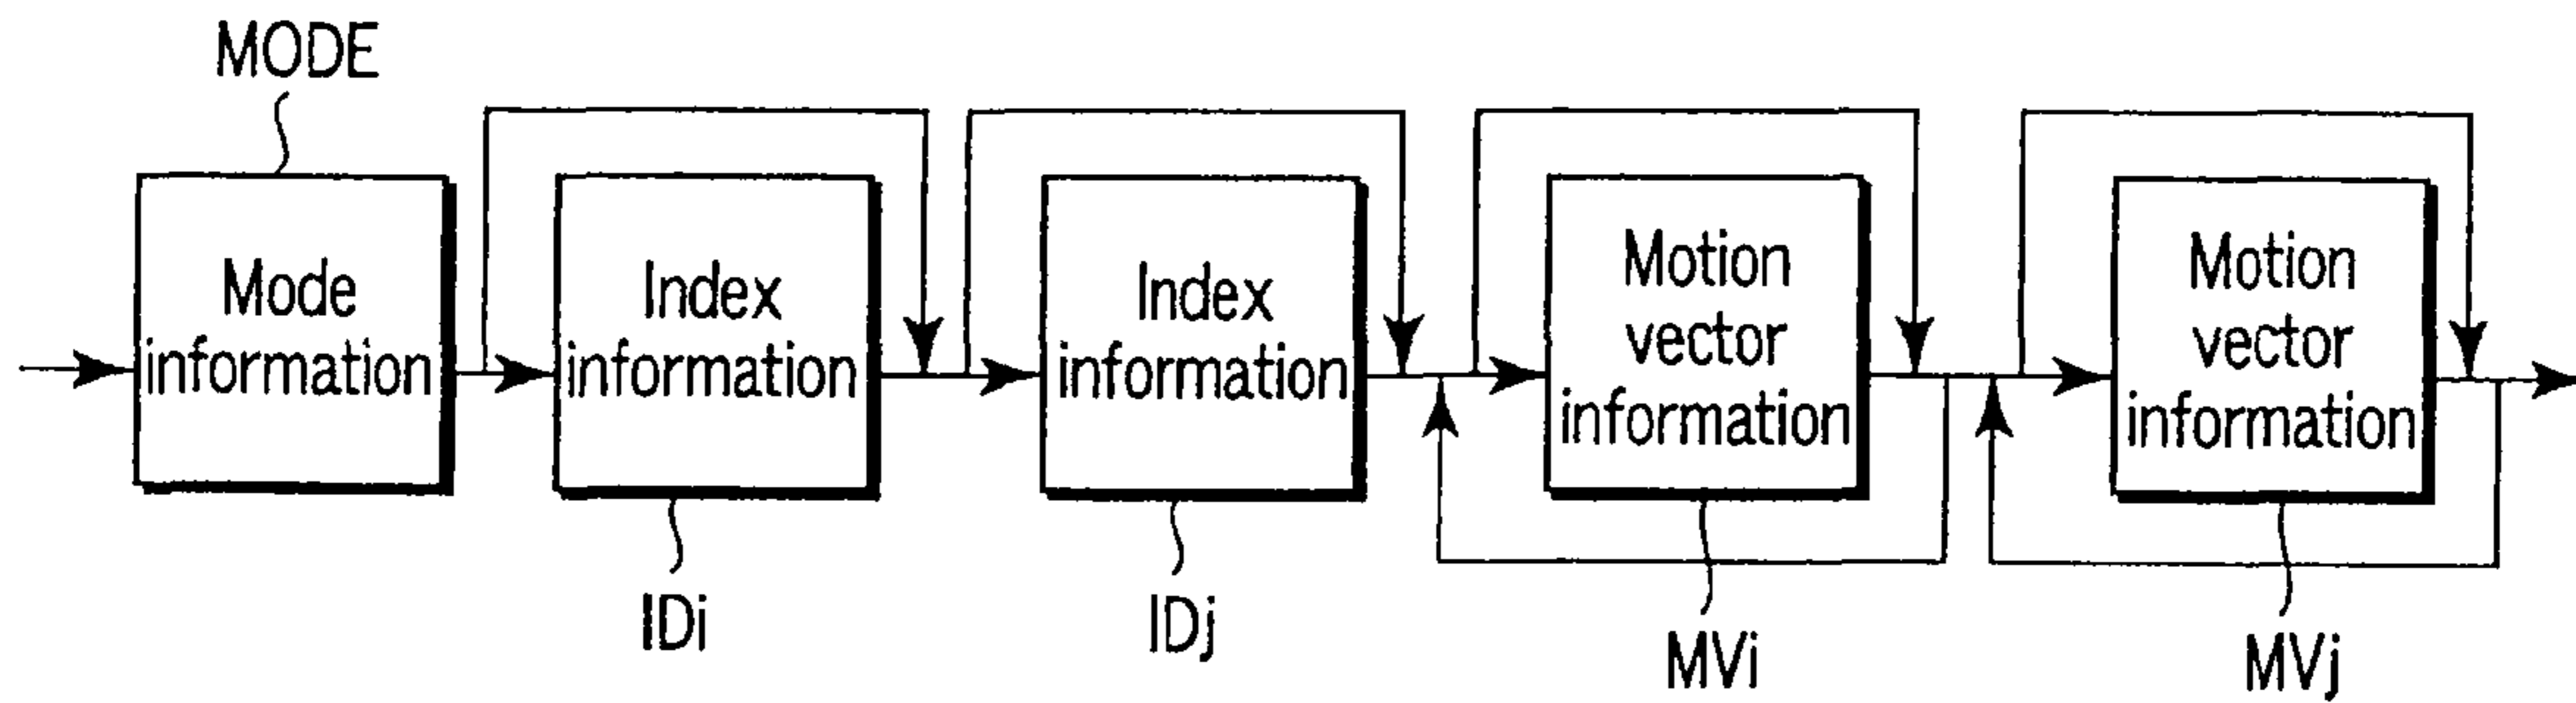 MODE
Mode
information
Index
information
Index
information
Motion
vector
information
Motion
vector
information
IDi
IDj
MVi
MVj